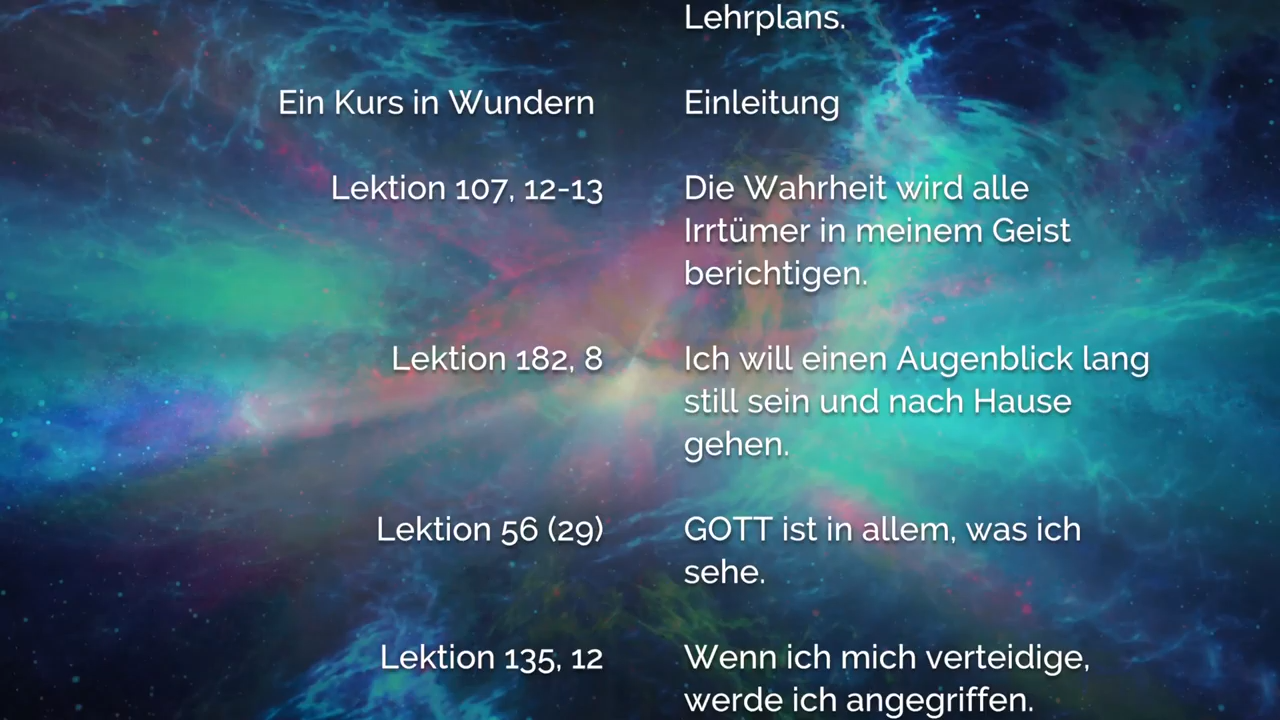 Lehrplans.
Ein Kurs in Wundern Einleitung
Lektion 107, 12-13 Die Wahrheit wird alle
Irrtümer in meinem Geist
berichtigen.
Lektion 182, 8 Ich will einen Augenblick lang
still sein und nach Hause
gehen.
Lektion 56 (29) GOTT ist in allem, was ich
sehe.
Lektion 135, 12 Wenn ich mich verteidige,
werde ich angegriffen.